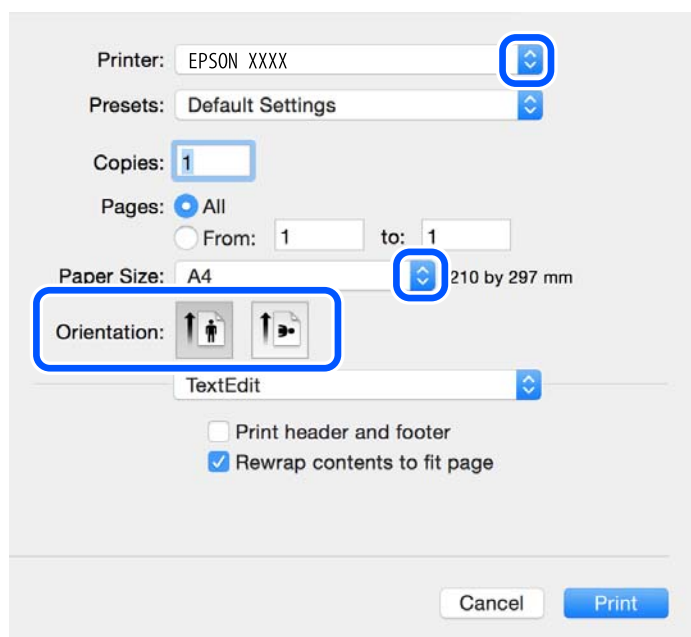 Printer: EPSON XXXX
Presets: Default Settings
Copies: 1
Pages: All
From: 1 to: 1
Paper Size: A4 210 by 297 mm
Orientation:
TextEdit
Print header and footer
Rewrap contents to fit page
Cancel Print